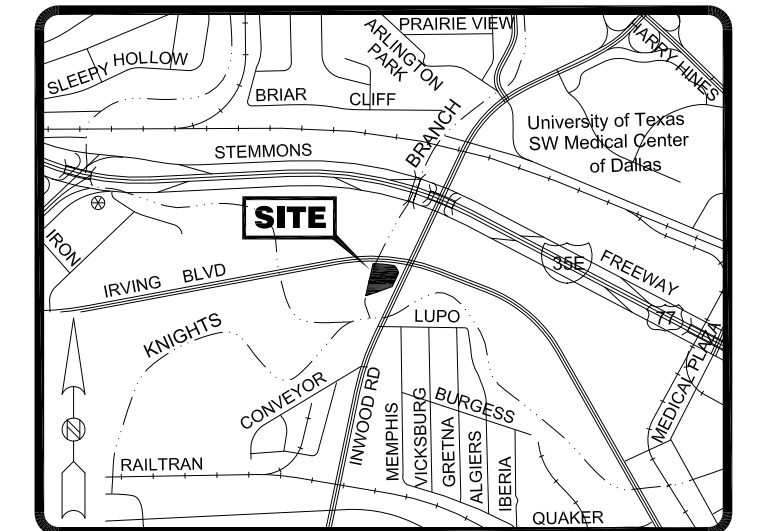 PRAIRIE VIEW
ARLINGTON
PARK
HARRY HINES
SLEEPY HOLLOW
BRIAR CLIFF
BRANCH
University of Texas
SW Medical Center
of Dallas
STEMMONS
SITE
IRON
35E
FREEWAY
IRVING BLVD
77
KNIGHTS
LUPO
MEDICAL PLAZA
CONVEYOR
INWOOD RD
MEMPHIS
VICKSBURG
BURGESS
GRETNA
ALGIERS
IBERIA
RAILTRAN
QUAKER
N